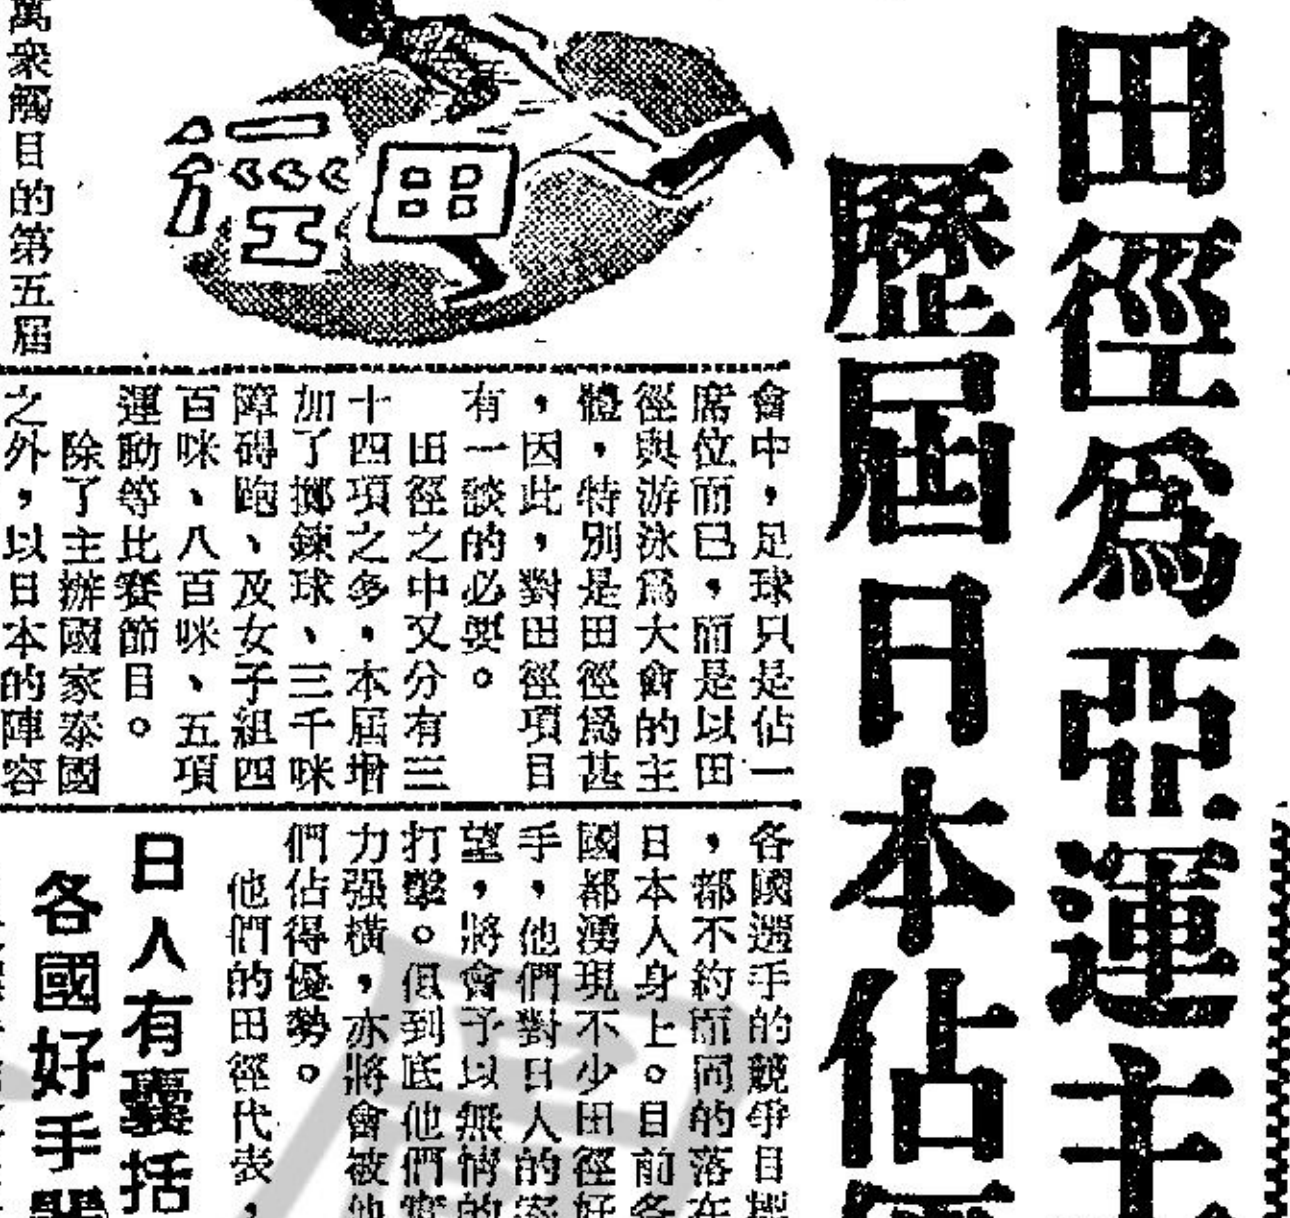 田徑爲亞運主
歷屆日本佔
田徑
萬衆矚目的第五屆
會中，足球只是佔一
席位而已，而是以田
徑與游泳爲大會的主
體，特別是田徑爲甚
，因此，對田徑項目
有一談的必要。
田徑之中又分有三
十四項之多，本屆增
加了擲鍊球、三千咪
障碍跑、及女子組四
百咪、八百咪、五項
運動等比賽節目。
除了主辦國家泰國
之外，以日本的陣容
各國選手的競爭目標
，都不約而同的落在
日本人身上。目前各
國都湧現不少田徑好
手，他們對日人的
望，將會予以無情的
打擊。但到底他們實
力强橫，亦將會被他
們佔得優勢。
他們的田徑代表，
日人有囊括
各國好手